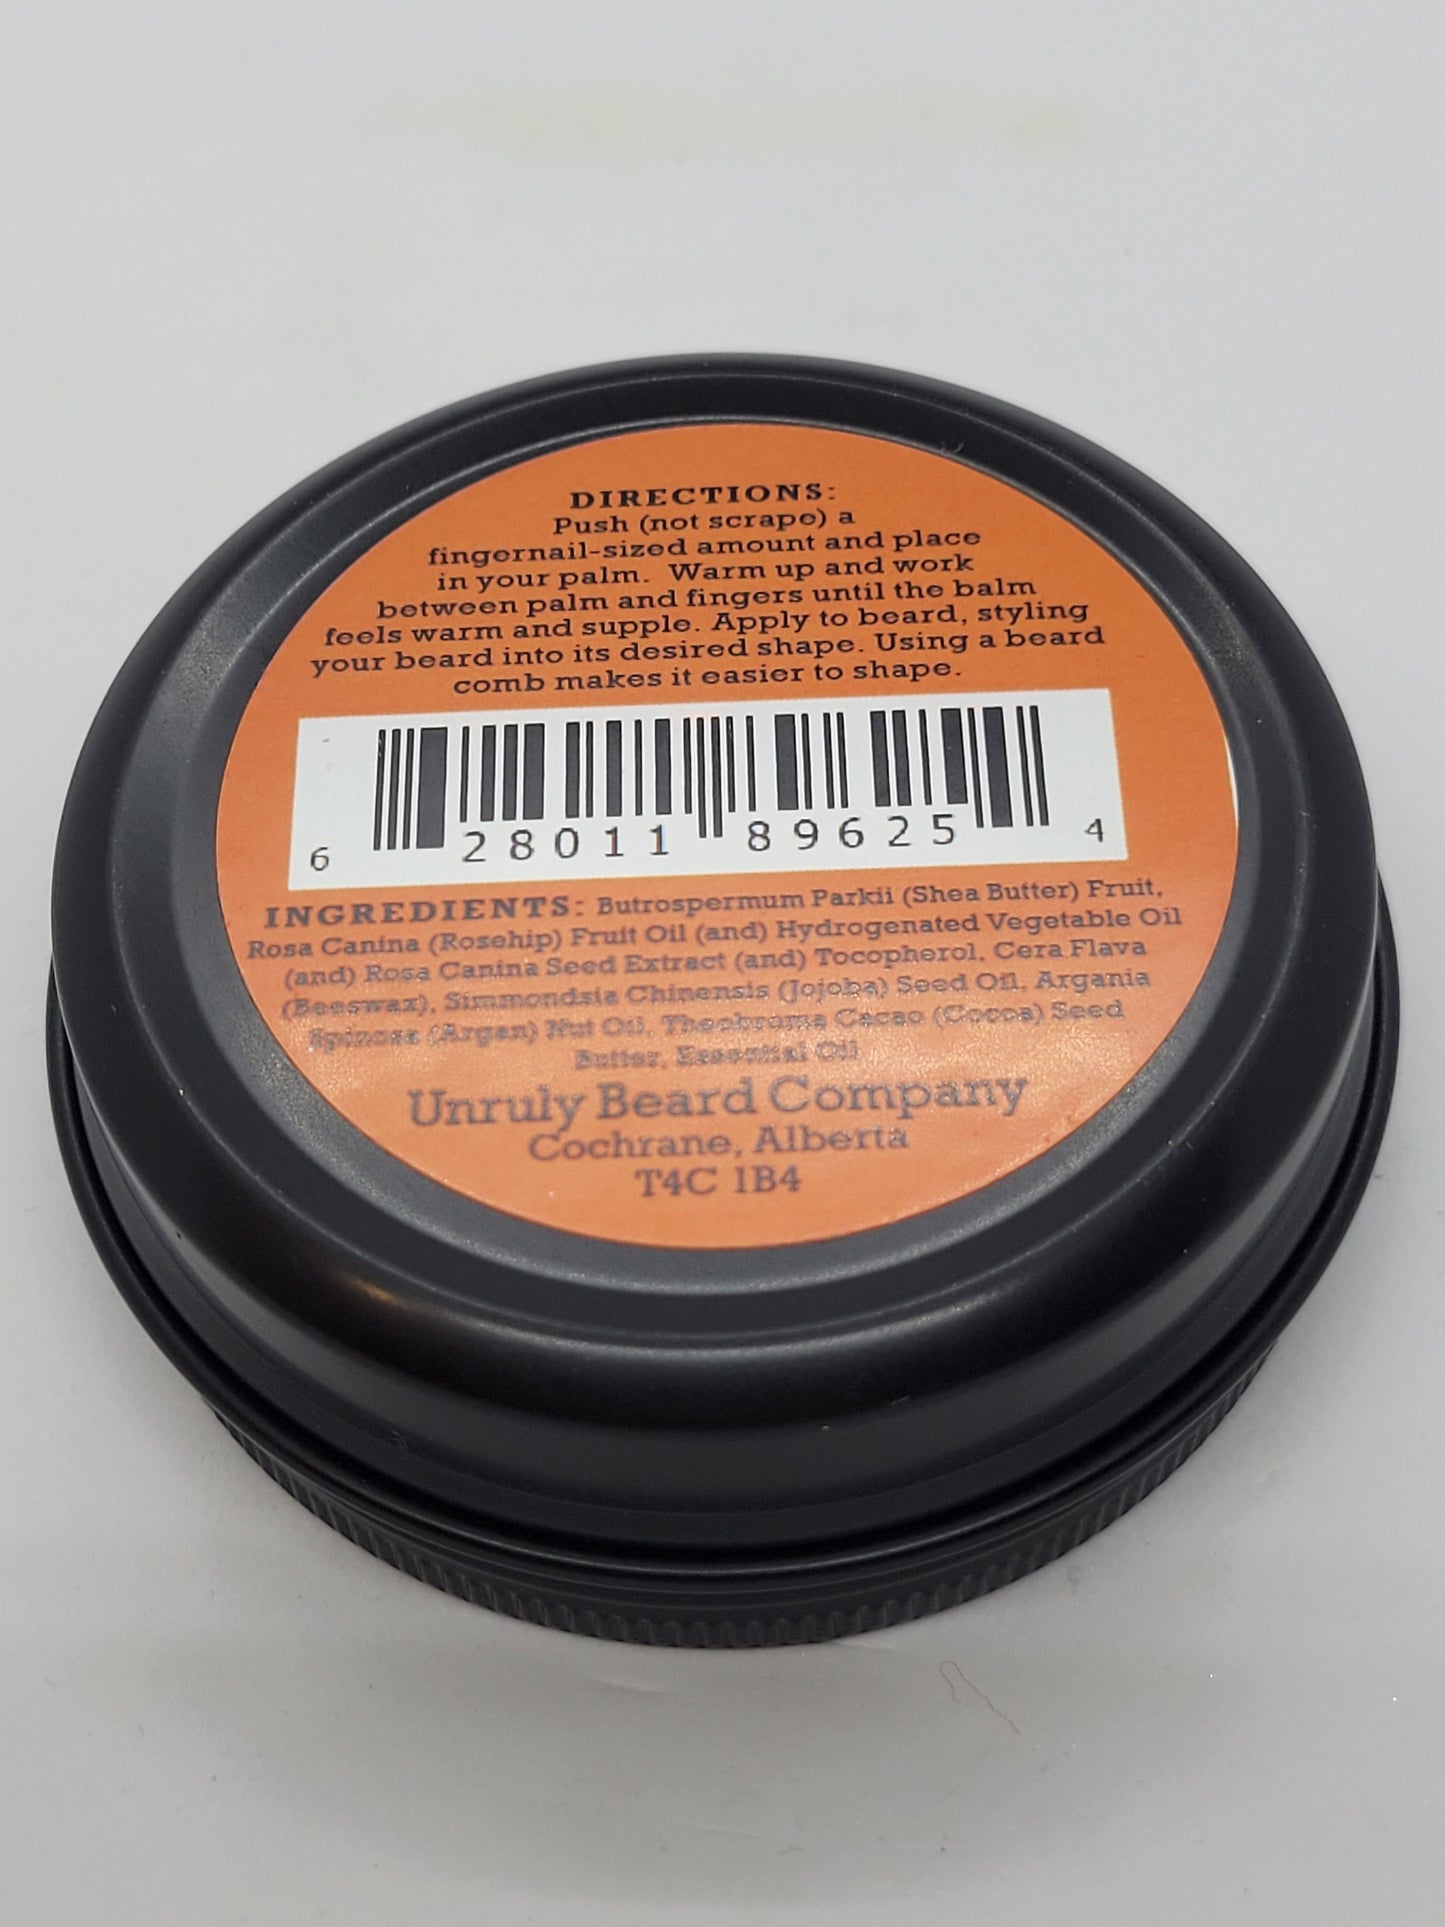 DIRECTIONS:
Push (not scrape) a
fingernail-sized amount and place
in your palm. Warm up and work
between palm and fingers until the balm
feels warm and supple. Apply to beard, styling
your beard into its desired shape. Using a beard
comb makes it easier to shape.
6 28011 89625 4
INGREDIENTS: Butrospermum Parkii (Shea Butter) Fruit,
Rosa Canina (Rosehip) Fruit Oil (and) Hydrogenated Vegetable Oil
(and) Rosa Canina Seed Extract (and) Tocopherol, Cera Flava
(Beeswax), Simmondsia Chinensis (Jojoba) Seed Oil, Argania
Spinosa (Argan) Nut Oil, Theobroma Cacao (Cocoa) Seed
Butter, Essential Oil
Unruly Beard Company
Cochrane, Alberta
T4C 1B4